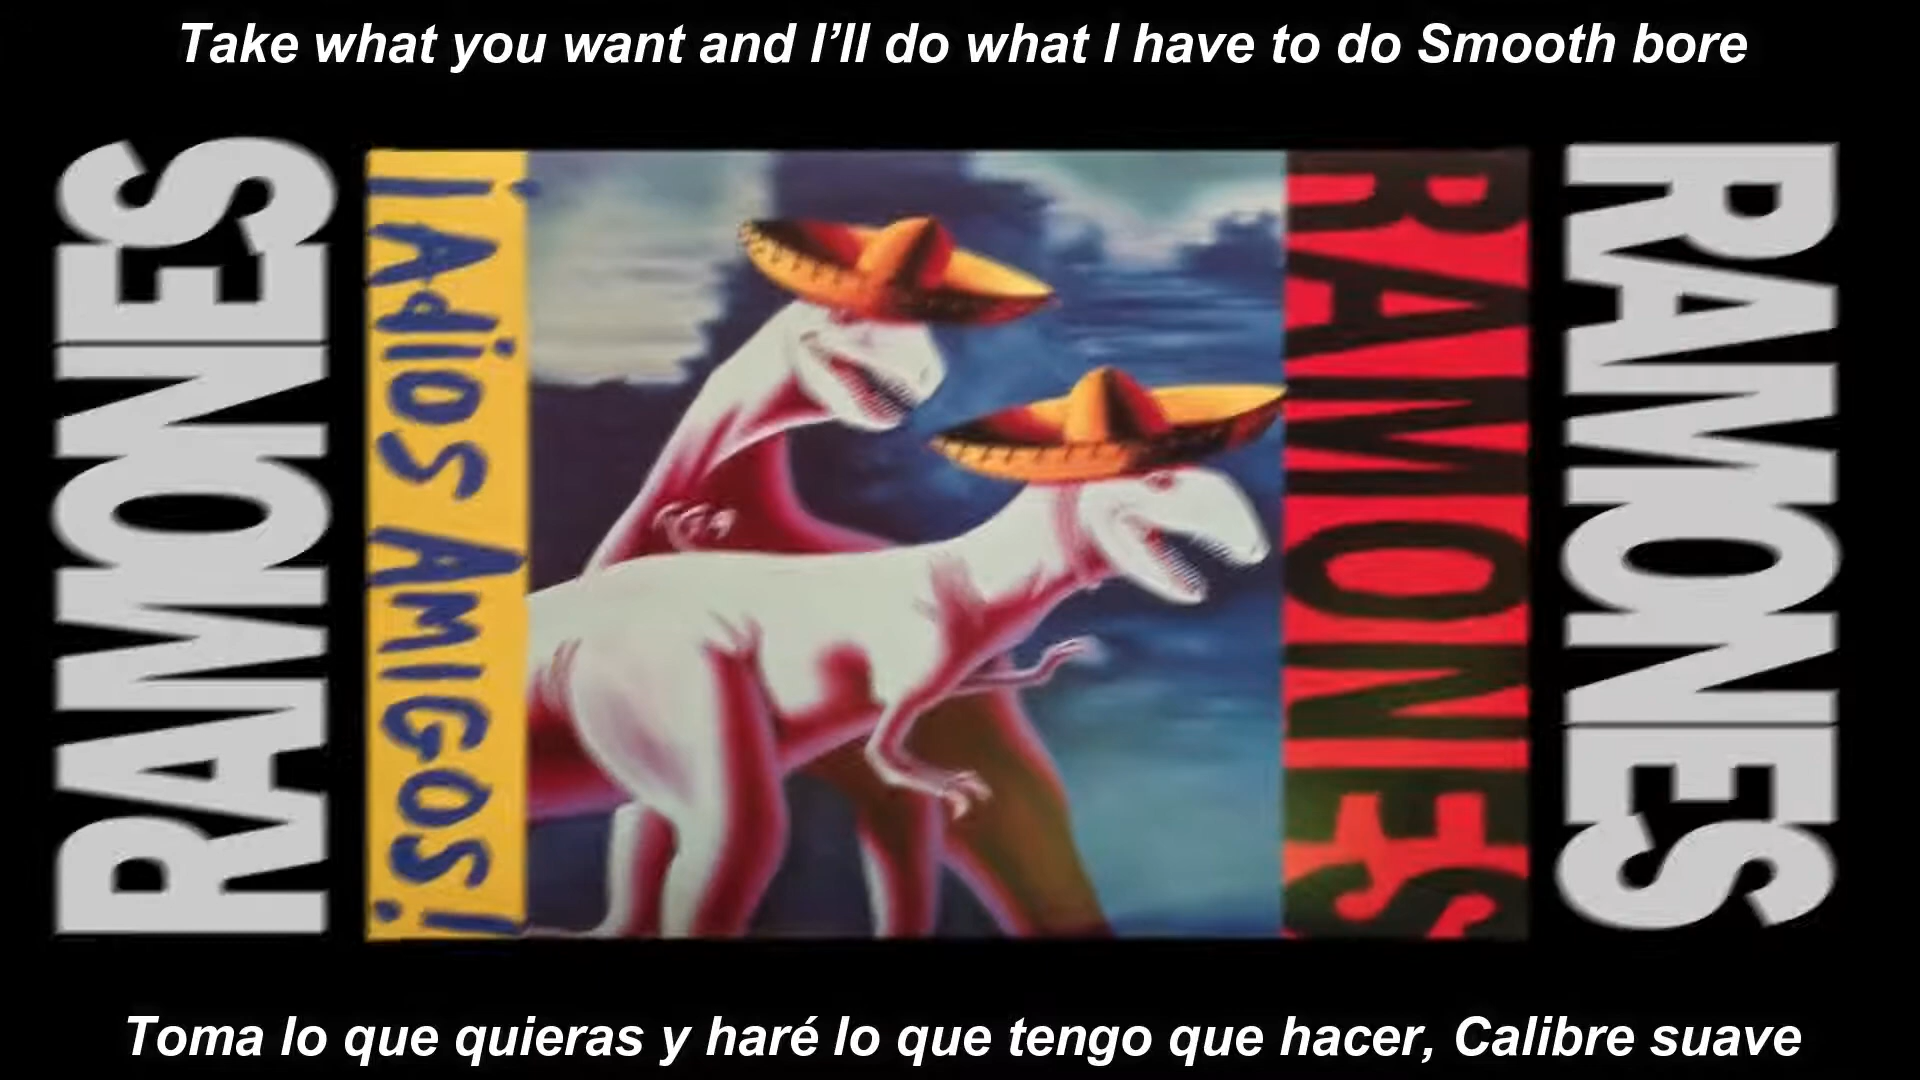 Take what you want and I’ll do what I have to do Smooth bore
RAMONES
¡AdiOS AMIGOS!
RAMONES
RAMONES
Toma lo que quieras y haré lo que tengo que hacer, Calibre suave